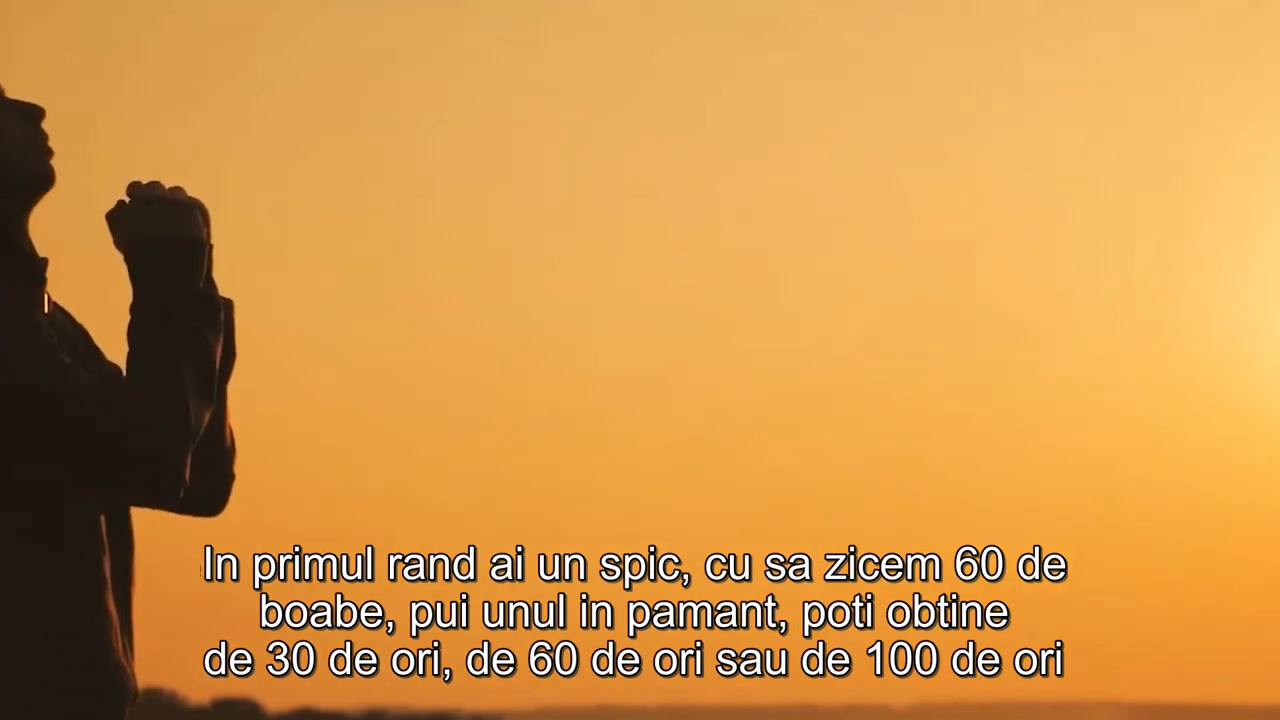 In primul rand ai un spic, cu sa zicem 60 de
boabe, pui unul in pamant, poti obtine
de 30 de ori, de 60 de ori sau de 100 de ori